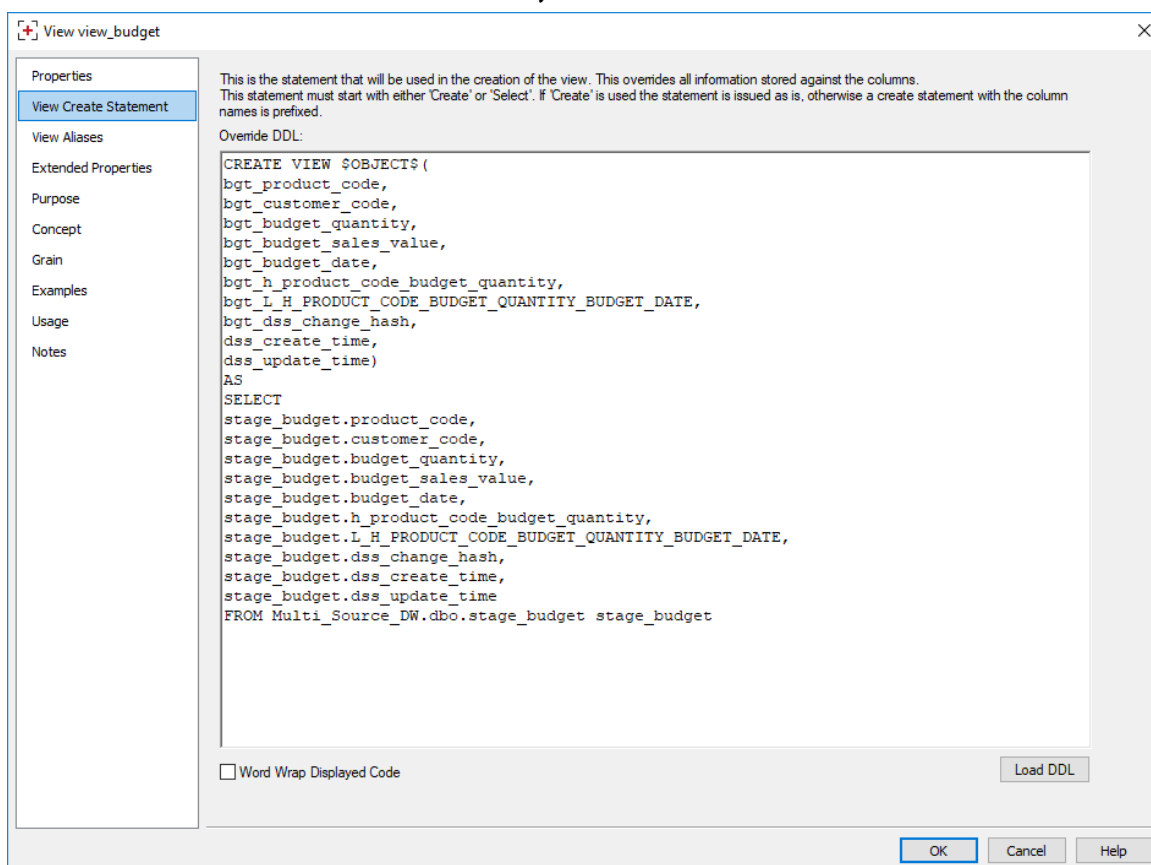 View view_budget
Properties
View Create Statement
View Aliases
Extended Properties
Purpose
Concept
Grain
Examples
Usage
Notes
This is the statement that will be used in the creation of the view. This overrides all information stored against the columns.
This statement must start with either 'Create' or 'Select'. If 'Create' is used the statement is issued as is, otherwise a create statement with the column
names is prefixed.
Override DDL:
CREATE VIEW $OBJECT$(
bgt_product_code,
bgt_customer_code,
bgt_budget_quantity,
bgt_budget_sales_value,
bgt_budget_date,
bgt_h_product_code_budget_quantity,
bgt_L_H_PRODUCT_CODE_BUDGET_QUANTITY_BUDGET_DATE,
bgt_dss_change_hash,
dss_create_time,
dss_update_time)
AS
SELECT
stage_budget.product_code,
stage_budget.customer_code,
stage_budget.budget_quantity,
stage_budget.budget_sales_value,
stage_budget.budget_date,
stage_budget.h_product_code_budget_quantity,
stage_budget.L_H_PRODUCT_CODE_BUDGET_QUANTITY_BUDGET_DATE,
stage_budget.dss_change_hash,
stage_budget.dss_create_time,
stage_budget.dss_update_time
FROM Multi_Source_DW.dbo.stage_budget stage_budget
Word Wrap Displayed Code
Load DDL
OK
Cancel
Help